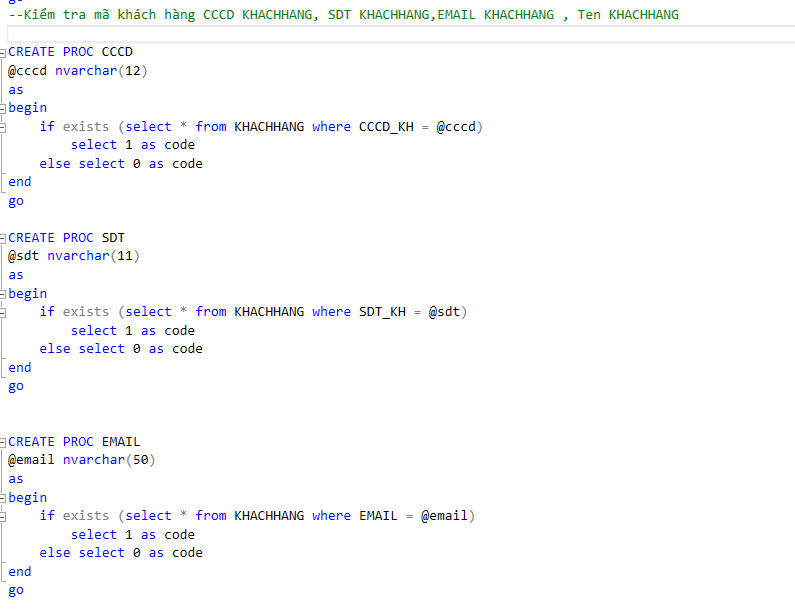 --Kiểm tra mã khách hàng CCCD KHACHHANG, SDT KHACHHANG,EMAIL KHACHHANG , Ten KHACHHANG
CREATE PROC CCCD
@cccd nvarchar(12)
as
begin
if exists (select * from KHACHHANG where CCCD_KH = @cccd)
select 1 as code
else select 0 as code
end
go
CREATE PROC SDT
@sdt nvarchar(11)
as
begin
if exists (select * from KHACHHANG where SDT_KH = @sdt)
select 1 as code
else select 0 as code
end
go
CREATE PROC EMAIL
@email nvarchar(50)
as
begin
if exists (select * from KHACHHANG where EMAIL = @email)
select 1 as code
else select 0 as code
end
go